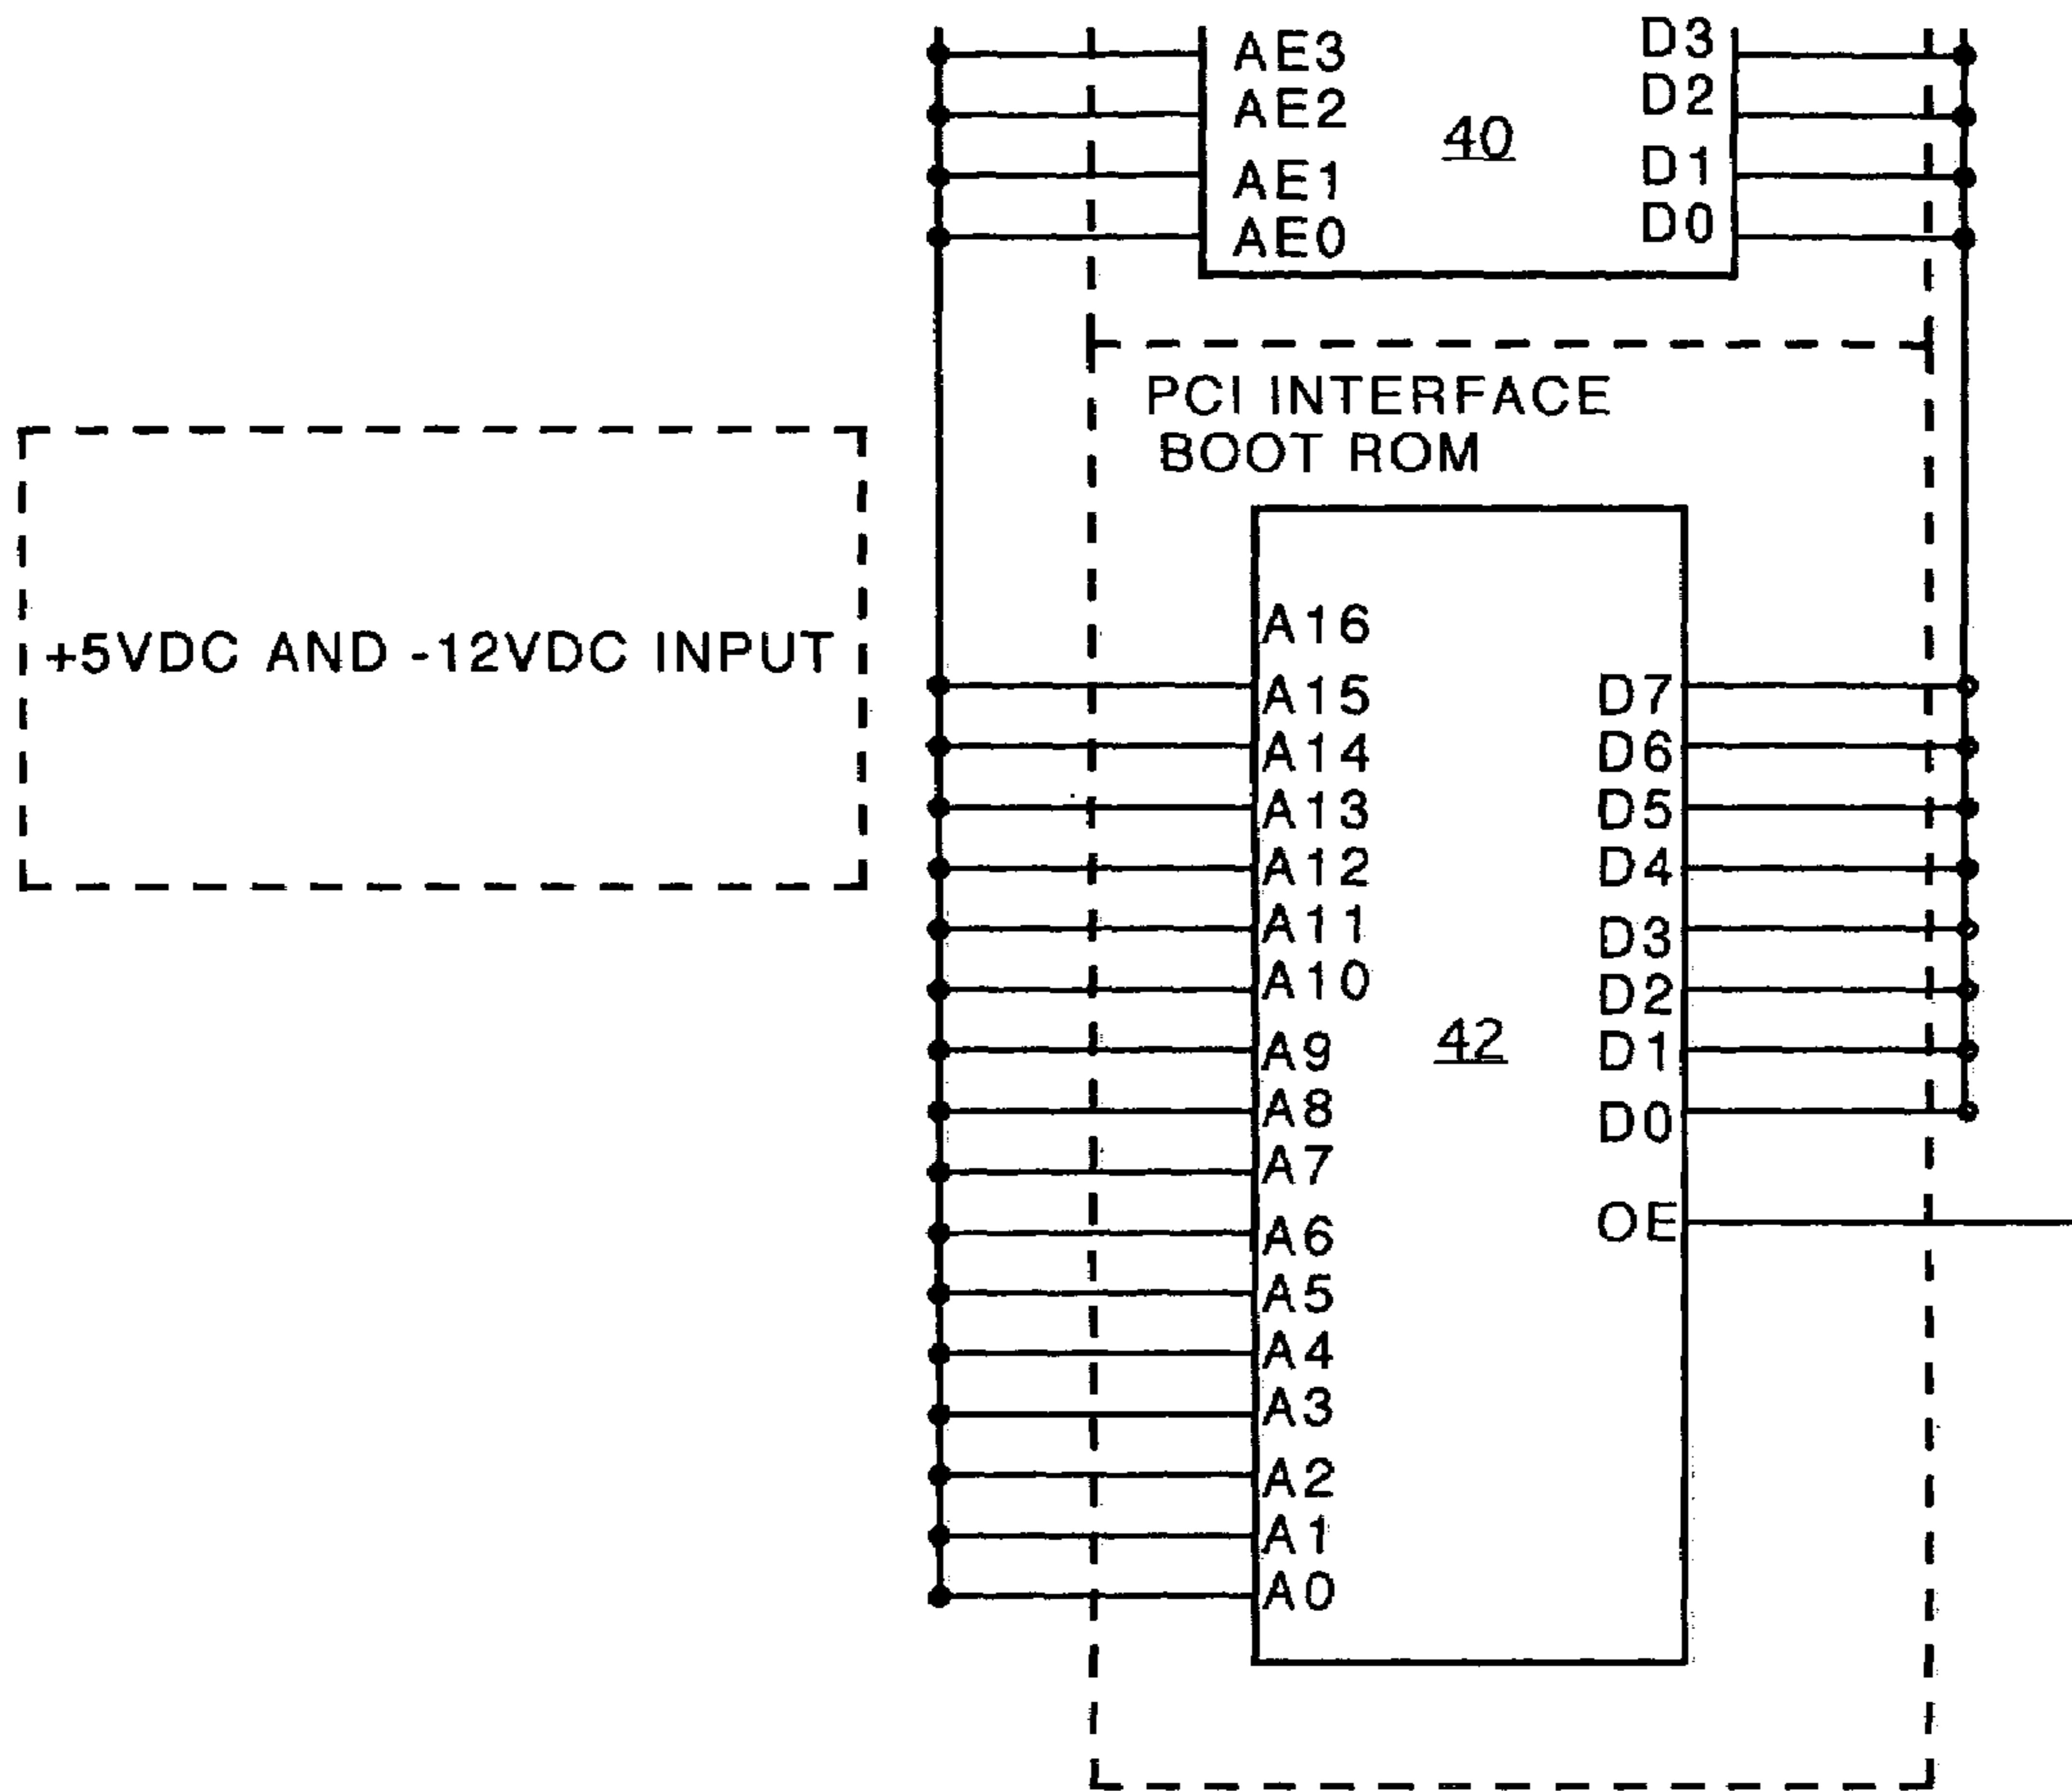 AE3
AE2
AE1
AE0
40
D3
D2
D1
D0
PCI INTERFACE
BOOT ROM
+5VDC AND -12VDC INPUT
A16
A15
A14
A13
A12
A11
A10
A9
A8
A7
A6
A5
A4
A3
A2
A1
A0
42
D7
D6
D5
D4
D3
D2
D1
D0
OE